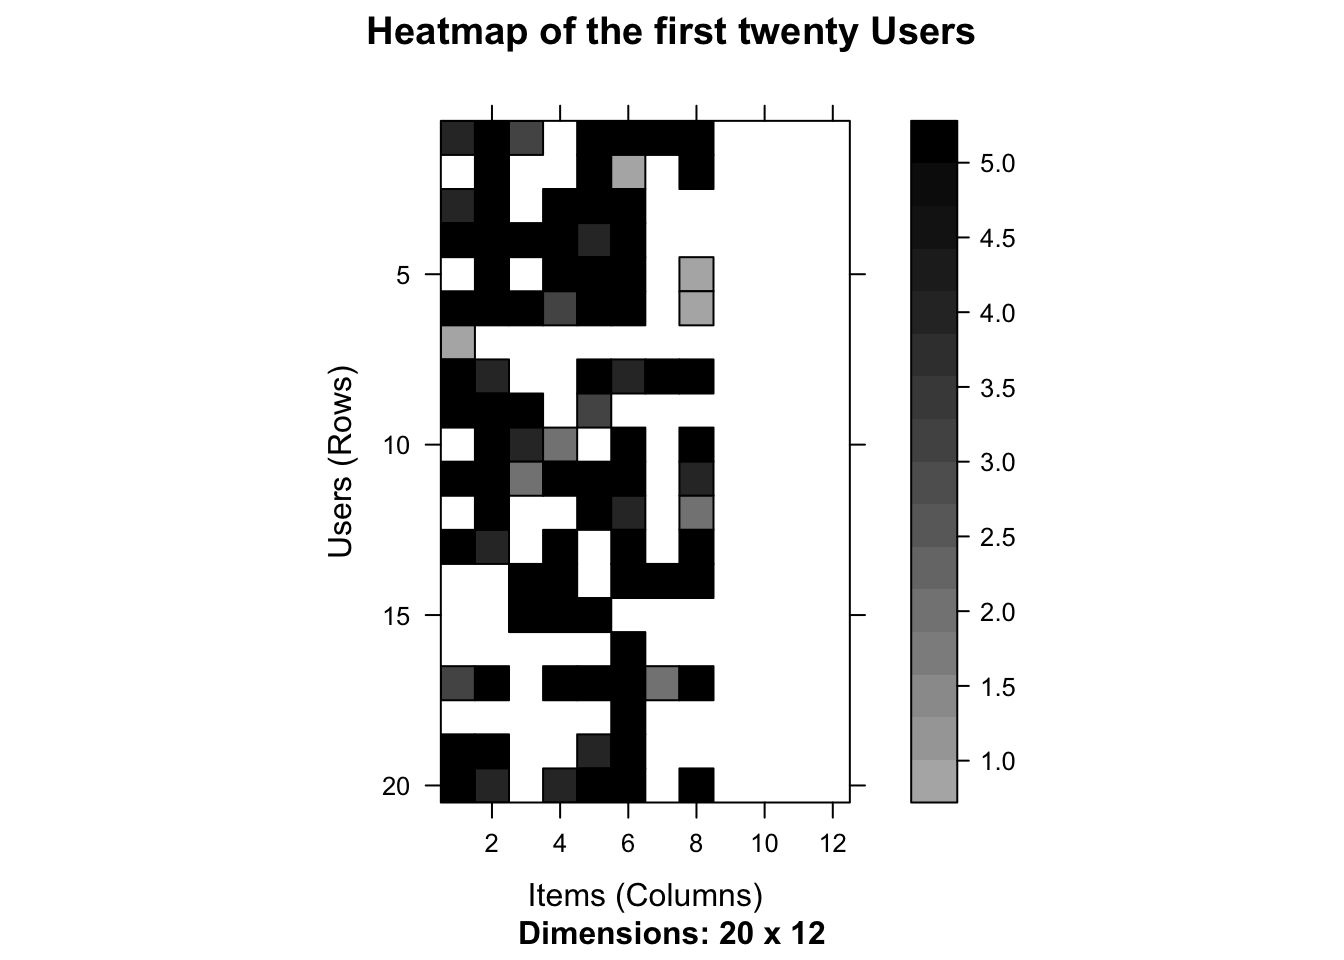 Heatmap of the first twenty Users
Users (Rows)
5
10
15
20
2 4 6 8 10 12
5.0
4.5
4.0
3.5
3.0
2.5
2.0
1.5
1.0
Items (Columns)
Dimensions: 20 x 12